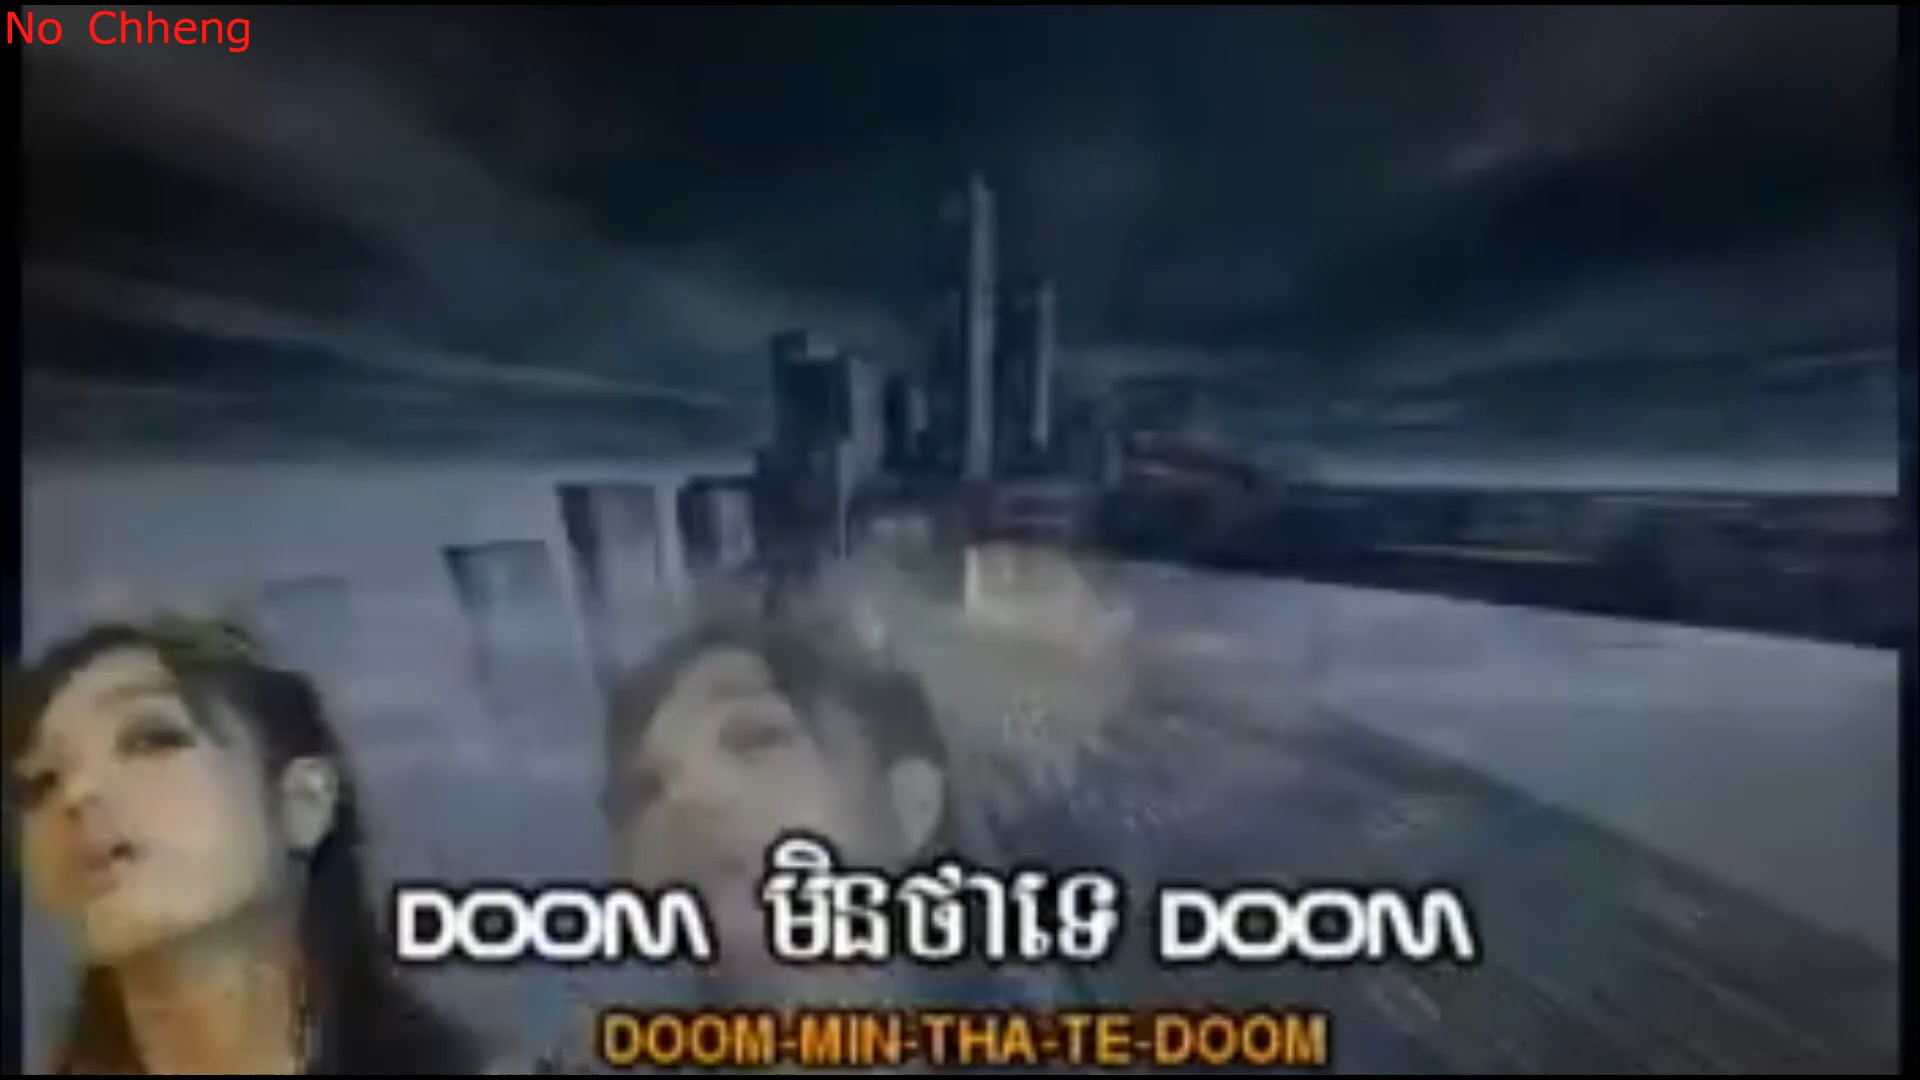 No Chheng
DOOM មិនថាទេ DOOM
DOOM-MIN-THA-TE-DOOM